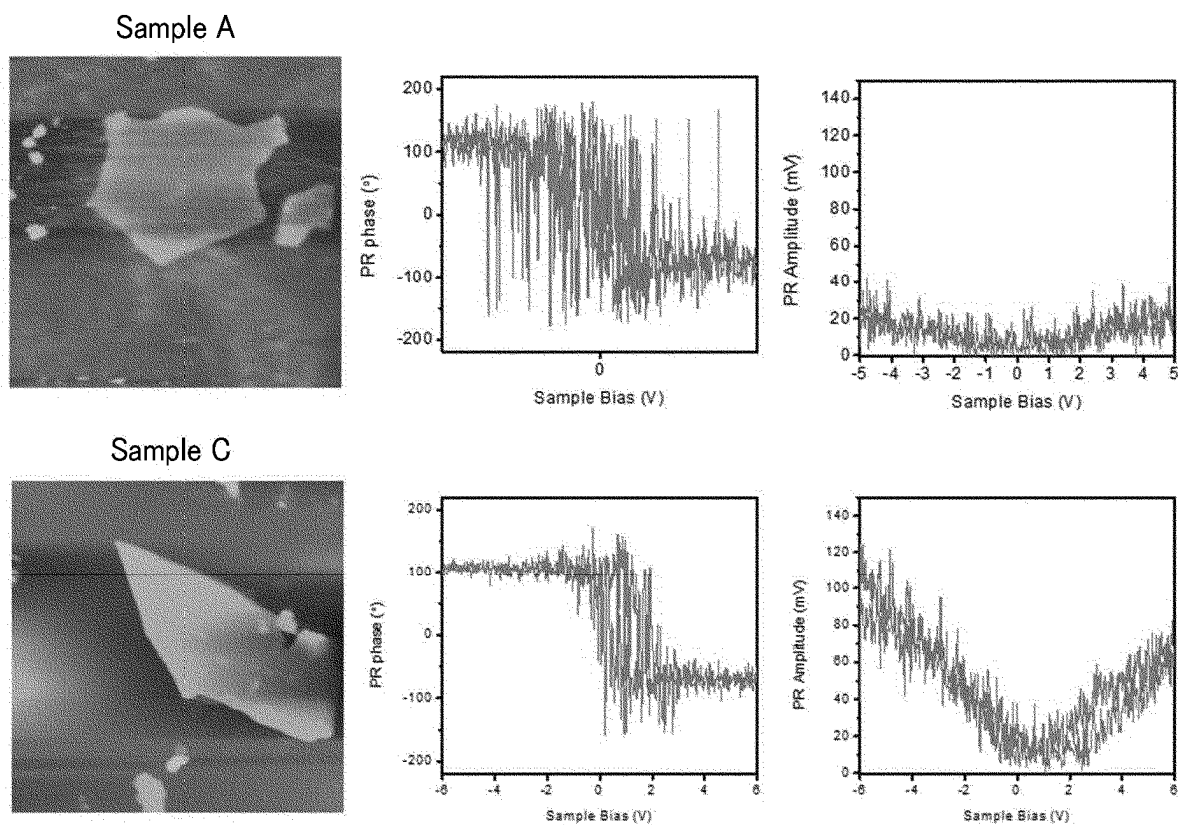 Sample A
PR phase (°)
200
100
0
-100
-200
0
Sample Bias (V)
PR Amplitude (mV)
140
120
100
80
60
40
20
0
-5 -4 -3 -2 -1 0 1 2 3 4 5
Sample Bias (V)
Sample C
PR phase (°)
200
100
0
-100
-200
-6 -4 -2 0 2 4 6
Sample Bias (V)
PR Amplitude (mV)
140
120
100
80
60
40
20
0
-6 -4 -2 0 2 4 6
Sample Bias (V)